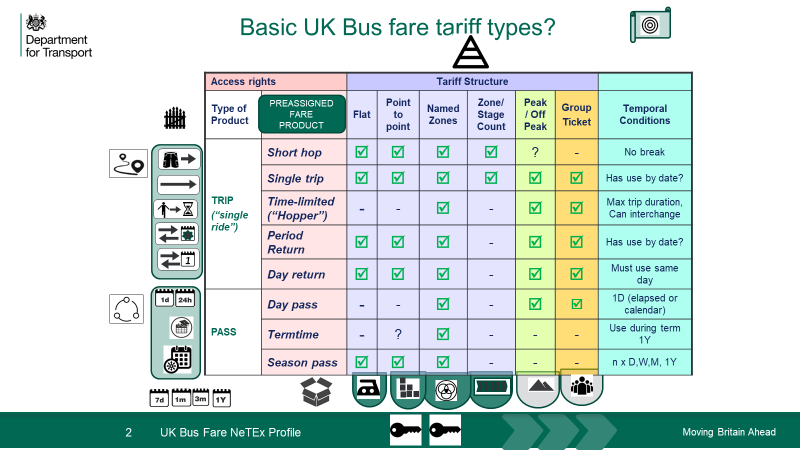 Department
for Transport
Basic UK Bus fare tariff types?
Access rights
Tariff Structure
Type of
Product
PREASSIGNED
FARE
PRODUCT
Flat
Point
to
point
Named
Zones
Zone/
Stage
Count
Peak
/ Off
Peak
Group
Ticket
Temporal
Conditions
TRIP
("single
ride")
Short hop
?
-
No break
Single trip
Has use by date?
Time-limited
("Hopper")
-
-
-
Max trip duration,
Can interchange
Period
Return
-
Has use by date?
Day return
-
Must use same
day
1
1d
24h
PASS
Day pass
-
-
-
1D (elapsed or
calendar)
Termtime
-
?
-
-
-
Use during term
1Y
Season pass
-
-
-
n x D,W,M, 1Y
7d
1m
3m
1Y
2
UK Bus Fare NeTEx Profile
Moving Britain Ahead